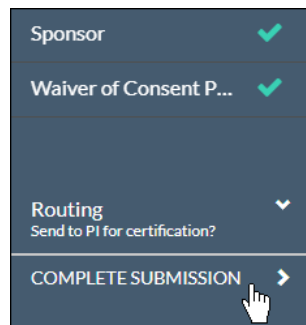 Sponsor
Waiver of Consent P...
Routing
Send to PI for certification?
COMPLETE SUBMISSION